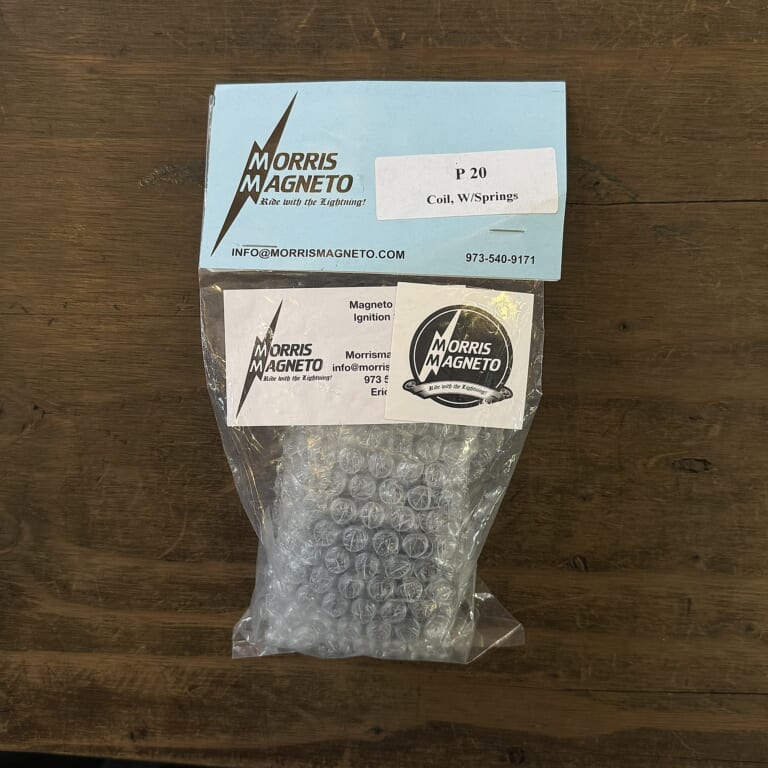 MORRIS
MAGNETO
Ride with the Lightning!
P 20
Coil, W/Springs
INFO@MORRISMAGNETO.COM
973-540-9171
Magneto
Ignition
MORRIS
MAGNETO
Ride with the Lightning!
Morrisma
info@morris
973 5
Eric
MORRIS
MAGNETO
Ride with the Lightning!